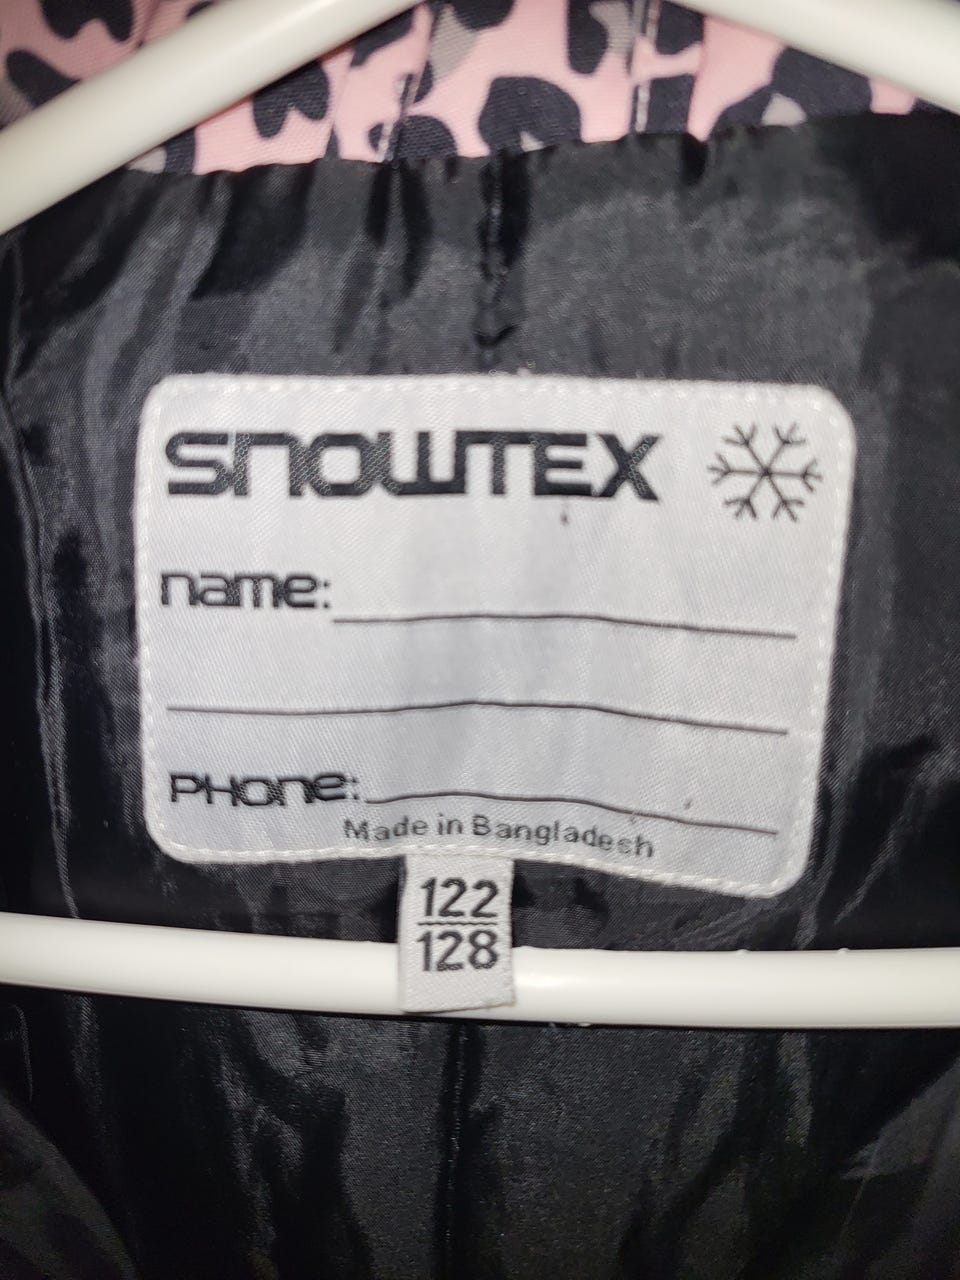 SNOWTEX
name:
PHONE:
Made in Bangladesh
122
128